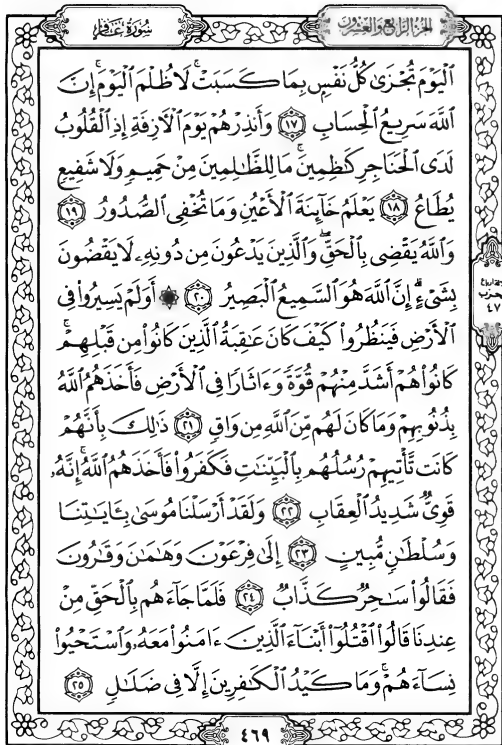 الجزء الرابع والعشرون
سورة غافر
ٱلْيَوْمَ تُجْزَىٰ كُلُّ نَفْسٍۭ بِمَا كَسَبَتْ ۚ لَا ظُلْمَ ٱلْيَوْمَ ۚ إِنَّ
ٱللَّهَ سَرِيعُ ٱلْحِسَابِ ١٧ وَأَنذِرْهُمْ يَوْمَ ٱلْأَزِفَةِ إِذِ ٱلْقُلُوبُ
لَدَى ٱلْحَنَاجِرِ كَٰظِمِينَ ۚ مَا لِلظَّٰلِمِينَ مِنْ حَمِيمٍ وَلَا شَفِيعٍ
يُطَاعُ ١٨ يَعْلَمُ خَآئِنَةَ ٱلْأَعْيُنِ وَمَا تُخْفِى ٱلصُّدُورُ ١٩
وَٱللَّهُ يَقْضِى بِٱلْحَقِّ ۖ وَٱلَّذِينَ يَدْعُونَ مِن دُونِهِۦ لَا يَقْضُونَ
بِشَىْءٍ ۗ إِنَّ ٱللَّهَ هُوَ ٱلسَّمِيعُ ٱلْبَصِيرُ ٢٠ ۞ أَوَلَمْ يَسِيرُوا۟ فِى
ٱلْأَرْضِ فَيَنظُرُوا۟ كَيْفَ كَانَ عَٰقِبَةُ ٱلَّذِينَ كَانُوا۟ مِن قَبْلِهِمْ ۚ
كَانُوا۟ هُمْ أَشَدَّ مِنْهُمْ قُوَّةً وَءَاثَارًا فِى ٱلْأَرْضِ فَأَخَذَهُمُ ٱللَّهُ
بِذُنُوبِهِمْ وَمَا كَانَ لَهُم مِّنَ ٱللَّهِ مِن وَاقٍ ٢١ ذَٰلِكَ بِأَنَّهُمْ
كَانَت تَّأْتِيهِمْ رُسُلُهُم بِٱلْبَيِّنَٰتِ فَكَفَرُوا۟ فَأَخَذَهُمُ ٱللَّهُ ۚ إِنَّهُۥ
قَوِىٌّ شَدِيدُ ٱلْعِقَابِ ٢٢ وَلَقَدْ أَرْسَلْنَا مُوسَىٰ بِـَٔايَٰتِنَا
وَسُلْطَٰنٍ مُّبِينٍ ٢٣ إِلَىٰ فِرْعَوْنَ وَهَٰمَٰنَ وَقَٰرُونَ
فَقَالُوا۟ سَٰحِرٌ كَذَّابٌ ٢٤ فَلَمَّا جَآءَهُم بِٱلْحَقِّ مِنْ
عِندِنَا قَالُوا۟ ٱقْتُلُوٓا۟ أَبْنَآءَ ٱلَّذِينَ ءَامَنُوا۟ مَعَهُۥ وَٱسْتَحْيُوا۟
نِسَآءَهُمْ ۚ وَمَا كَيْدُ ٱلْكَٰفِرِينَ إِلَّا فِى ضَلَٰلٍ ٢٥
٤٦٩
٤٧